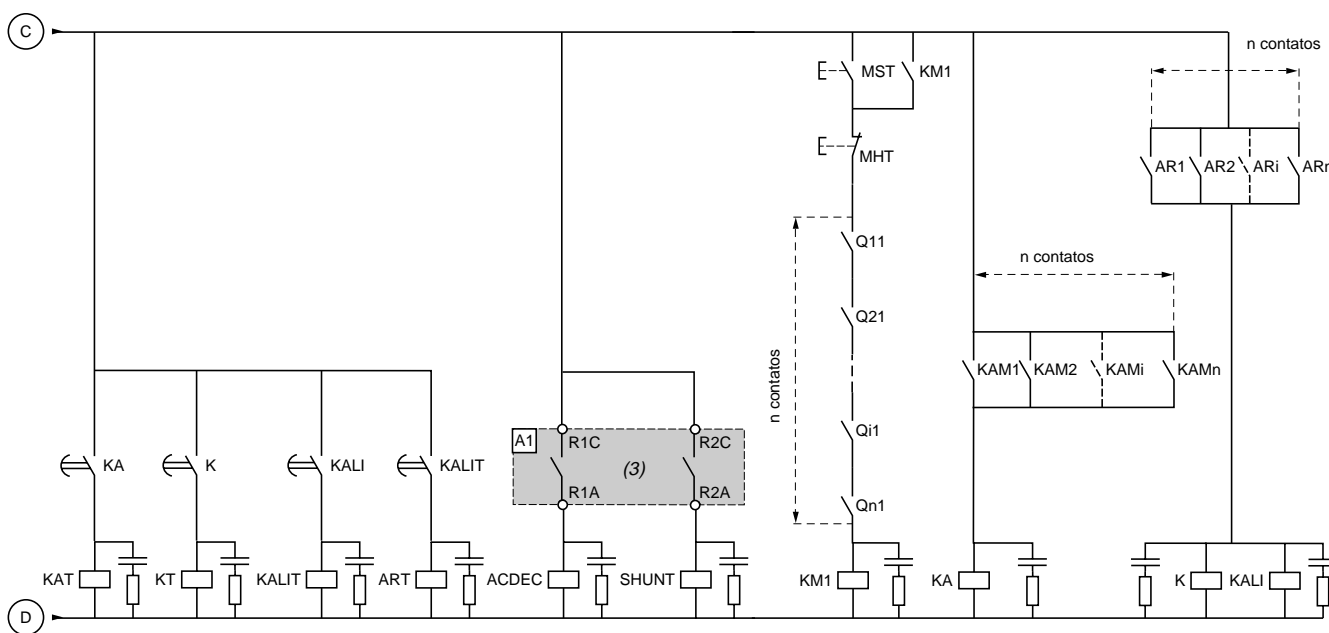 C
n contatos
MST
KM1
MHT
AR1
AR2
ARi
ARn
Q11
n contatos
Q21
n contatos
KAM1
KAM2
KAMi
KAMn
A1
R1C
R2C
Qi1
KA
K
KALI
KALIT
(3)
R1A
R2A
Qn1
KAT
KT
KALIT
ART
ACDEC
SHUNT
KM1
KA
K
KALI
D